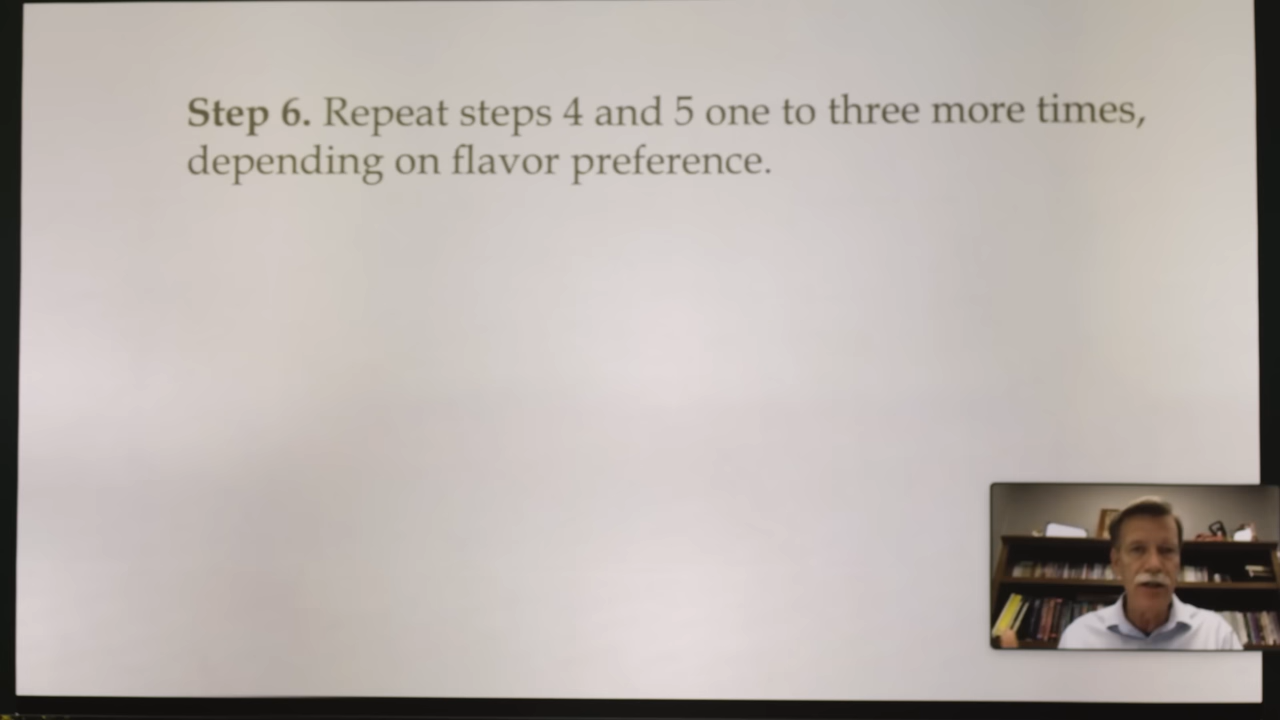 Step 6. Repeat steps 4 and 5 one to three more times,
depending on flavor preference.